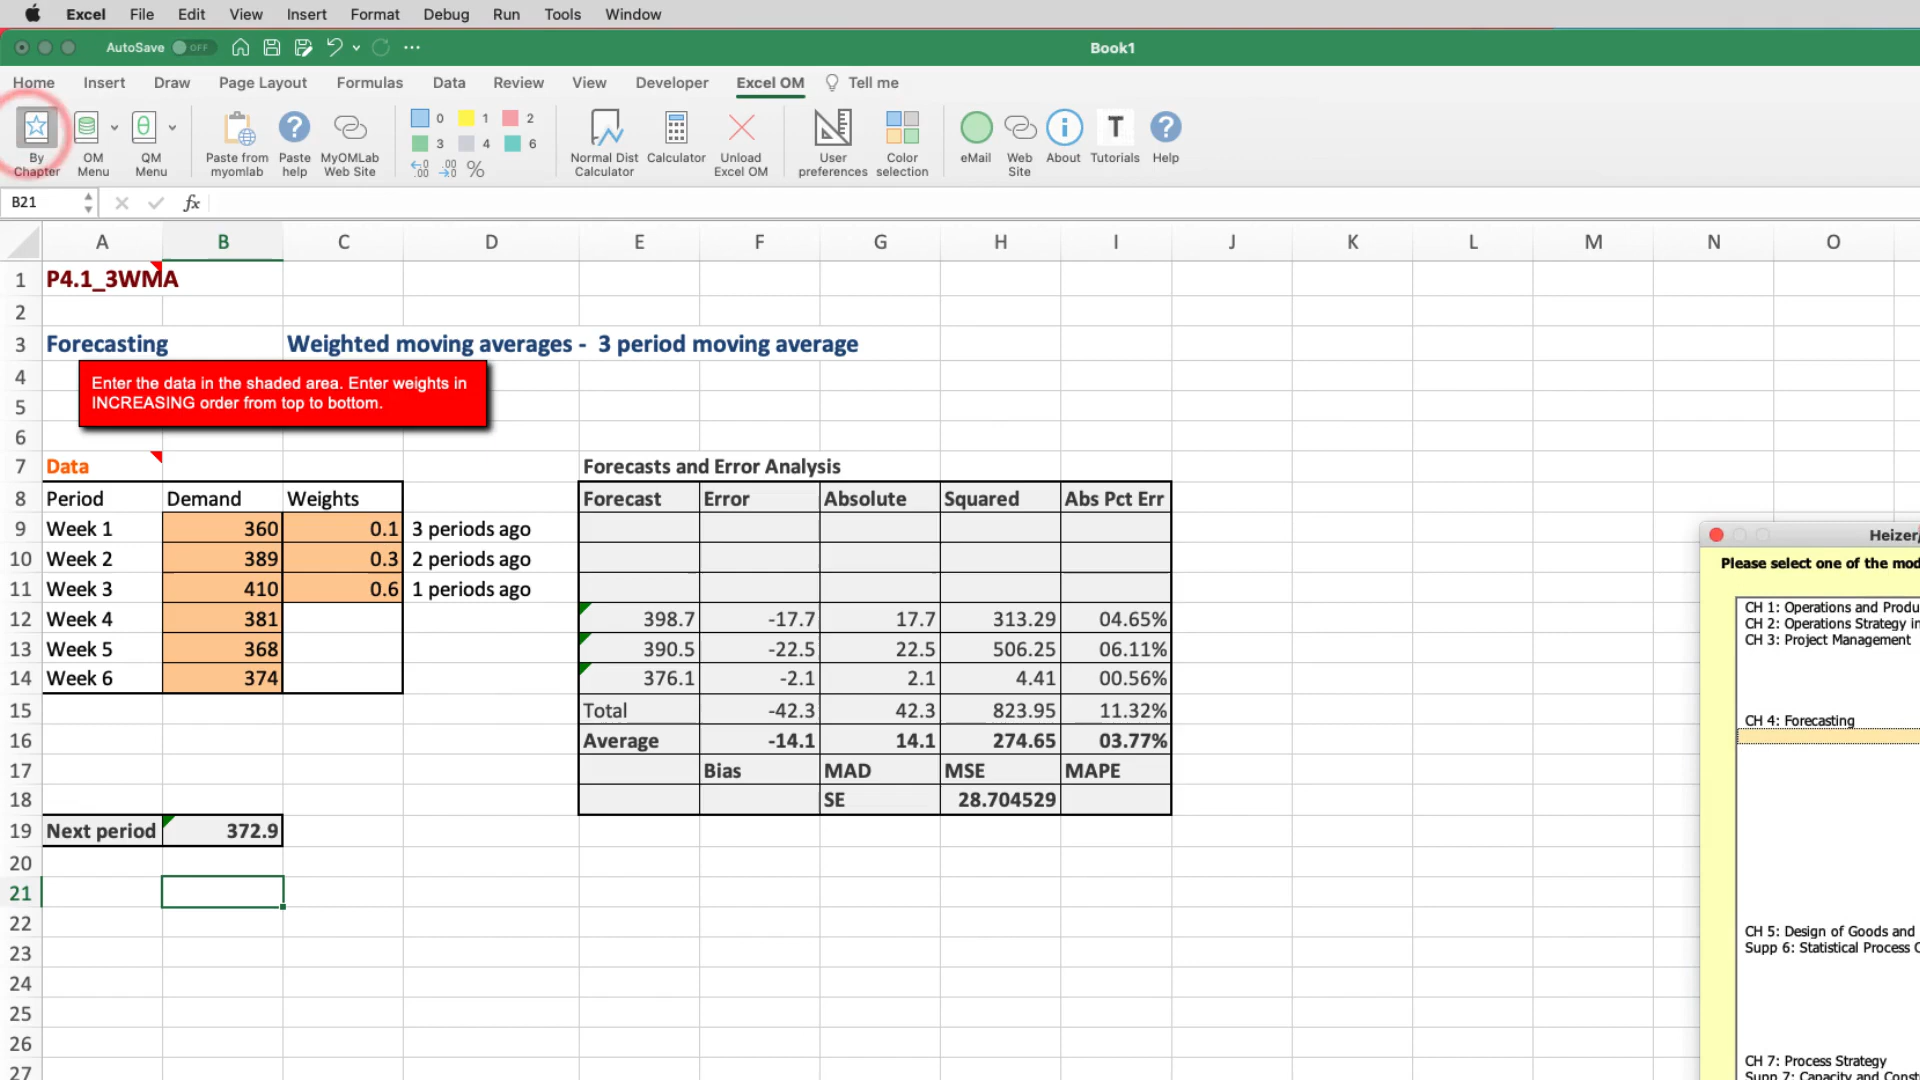 Excel File Edit View Insert Format Debug Run Tools Window
AutoSave OFF Book1
Home Insert Draw Page Layout Formulas Data Review View Developer Excel OM Tell me
By Chapter
OM Menu
QM Menu
Paste from myomlab
Paste help
MyOMLab Web Site
0 1 2
3 4 6
Normal Dist Calculator
Calculator
Unload Excel OM
User preferences
Color selection
eMail
Web Site
About
T
Tutorials
Help
B21 fx
A B C D E F G H I J K L M N O
1 P4.1_3WMA
2
3 Forecasting Weighted moving averages - 3 period moving average
4
Enter the data in the shaded area. Enter weights in
INCREASING order from top to bottom.
5
6
7 Data Forecasts and Error Analysis
8 Period Demand Weights Forecast Error Absolute Squared Abs Pct Err
9 Week 1 360 0.1 3 periods ago
10 Week 2 389 0.3 2 periods ago
11 Week 3 410 0.6 1 periods ago
12 Week 4 381 398.7 -17.7 17.7 313.29 04.65%
13 Week 5 368 390.5 -22.5 22.5 506.25 06.11%
14 Week 6 374 376.1 -2.1 2.1 4.41 00.56%
15 Total -42.3 42.3 823.95 11.32%
16 Average -14.1 14.1 274.65 03.77%
17 Bias MAD MSE MAPE
18 SE 28.704529
19 Next period 372.9
20
21
22
23
24
25
26
27
Heizer/
Please select one of the mod
CH 1: Operations and Produ
CH 2: Operations Strategy in
CH 3: Project Management
CH 4: Forecasting
CH 5: Design of Goods and
Supp 6: Statistical Process C
CH 7: Process Strategy
Supp 7: Capacity and Const